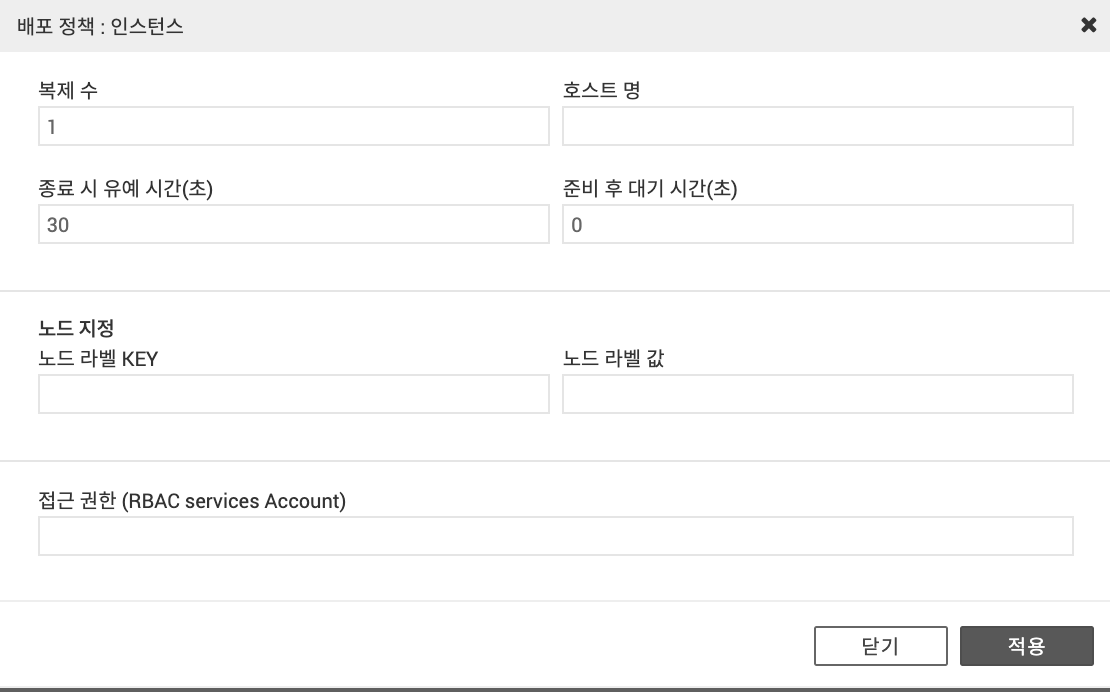 배포 정책 : 인스턴스
복제 수
호스트 명
1
종료 시 유예 시간(초)
준비 후 대기 시간(초)
30
0
노드 지정
노드 라벨 KEY
노드 라벨 값
접근 권한 (RBAC services Account)
닫기
적용